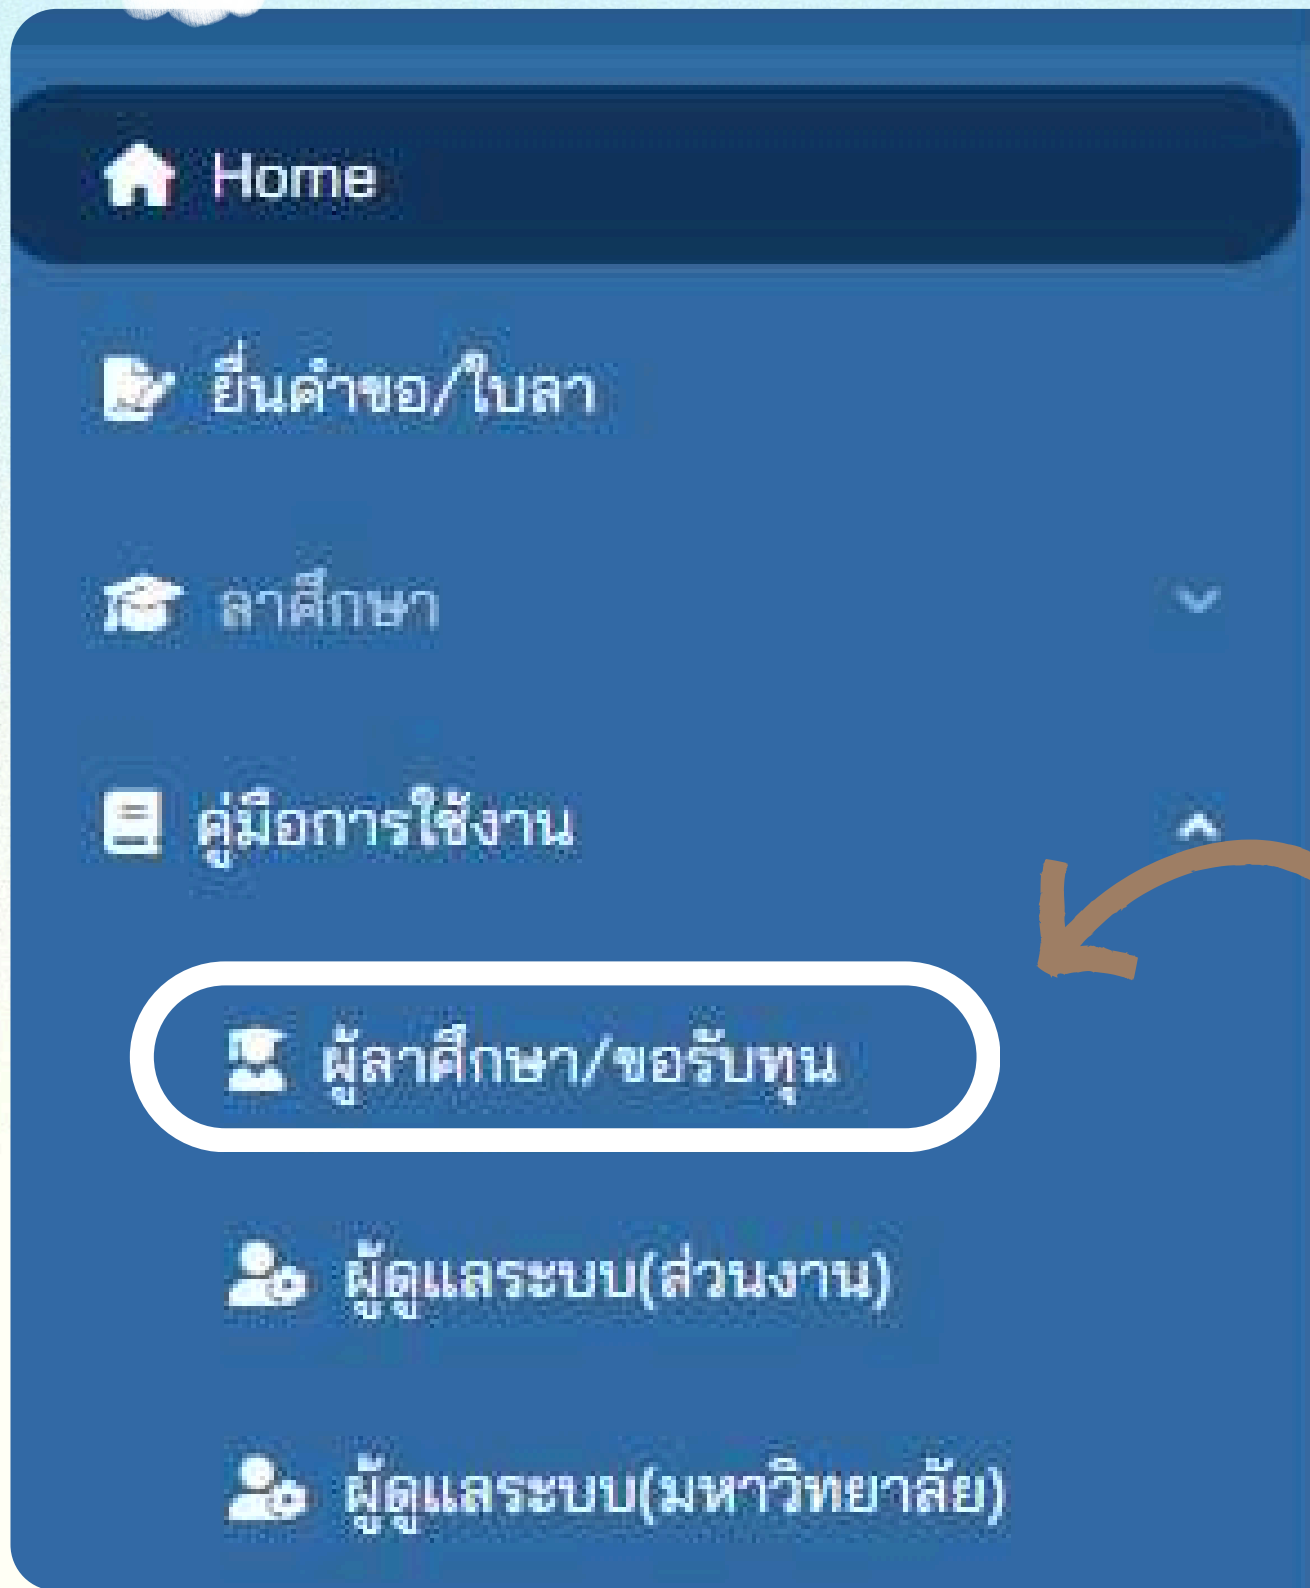 Home
ยื่นคำขอ/ใบลา
ลาศึกษา
คู่มือการใช้งาน
ผู้ลาศึกษา/ขอรับทุน
ผู้ดูแลระบบ(ส่วนงาน)
ผู้ดูแลระบบ(มหาวิทยาลัย)